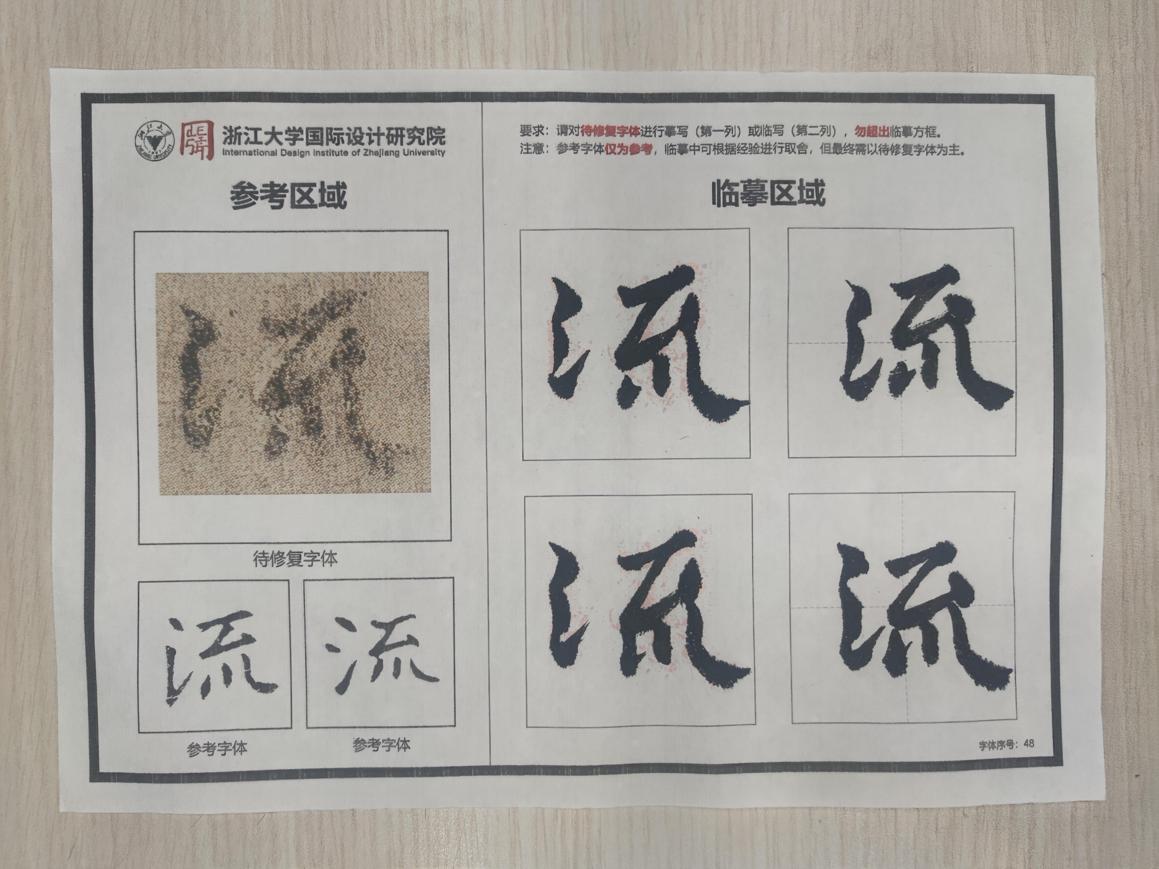 浙江大学国际设计研究院
International Design Institute of Zhejiang University
参考区域
流
待修复字体
流
流
参考字体
参考字体
要求：请对待修复字体进行摹写（第一列）或临写（第二列），勿超出临摹方框。
注意：参考字体仅为参考，临摹中可根据经验进行取舍，但最终需以待修复字体为主。
临摹区域
流
流
流
流
字体序号：48